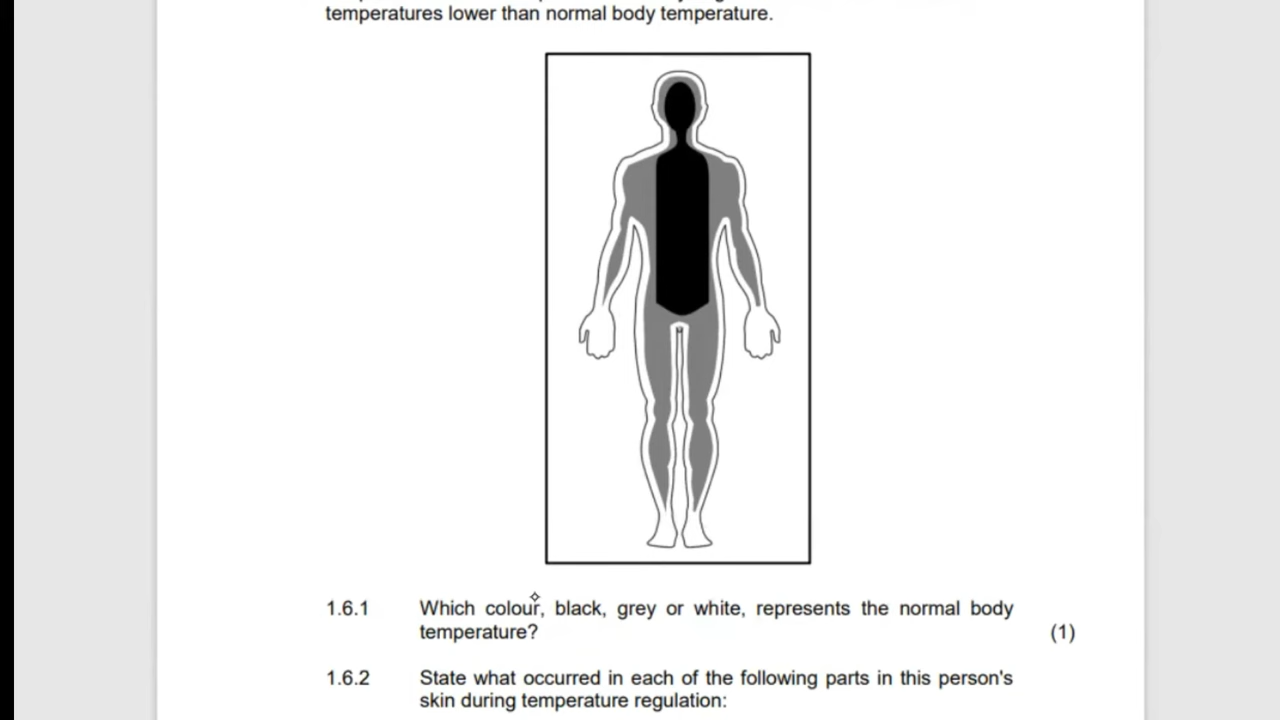 temperatures lower than normal body temperature.
1.6.1 Which colour, black, grey or white, represents the normal body
temperature? (1)
1.6.2 State what occurred in each of the following parts in this person's
skin during temperature regulation: